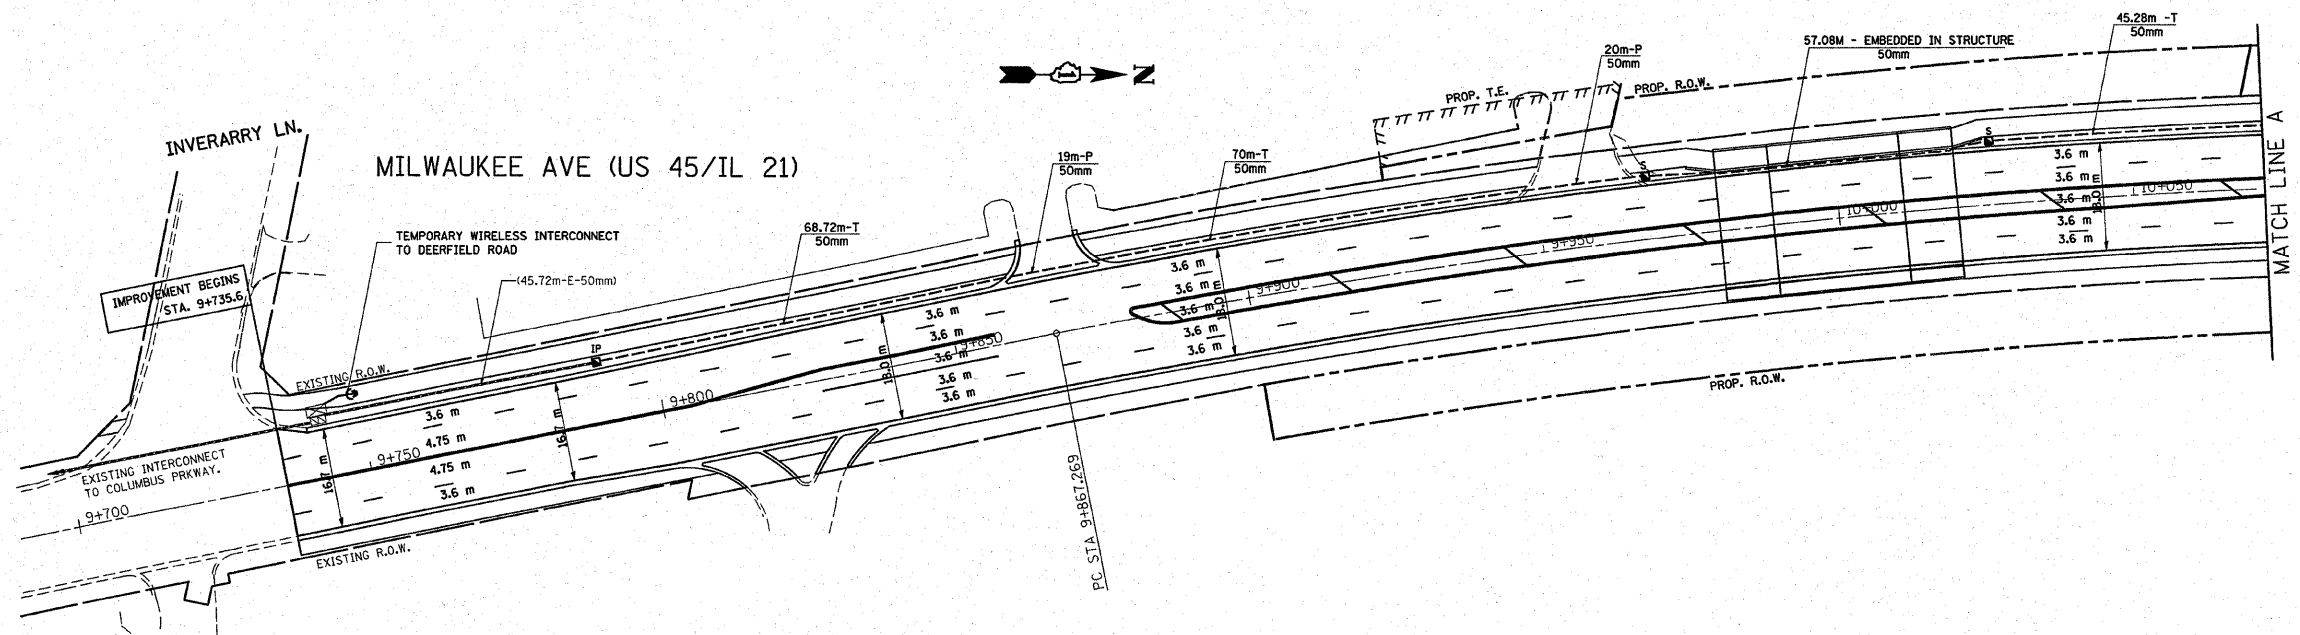 45.28m -T
50mm
57.08M - EMBEDDED IN STRUCTURE
50mm
20m-P
50mm
N
PROP. R.O.W.
PROP. T.E.
MATCH LINE A
INVERARRY LN.
MILWAUKEE AVE (US 45/IL 21)
19m-P
50mm
70m-T
50mm
S
S
3.6 m
3.6 m
3.6 m
3.6 m
3.6 m
18.0 m
10+050
10+000
9+950
9+900
68.72m-T
50mm
TEMPORARY WIRELESS INTERCONNECT
TO DEERFIELD ROAD
(45.72m-E-50mm)
IMPROVEMENT BEGINS
STA. 9+735.6
3.6 m
3.6 m
3.6 m
3.6 m
3.6 m
18.0 m
3.6 m
3.6 m
3.6 m
3.6 m
3.6 m
18.0 m
9+850
IP
EXISTING R.O.W.
9+800
3.6 m
4.75 m
4.75 m
3.6 m
16.7 m
16.7 m
9+750
PROP. R.O.W.
EXISTING INTERCONNECT
TO COLUMBUS PRKWAY.
9+700
PC STA 9+867.269
EXISTING R.O.W.